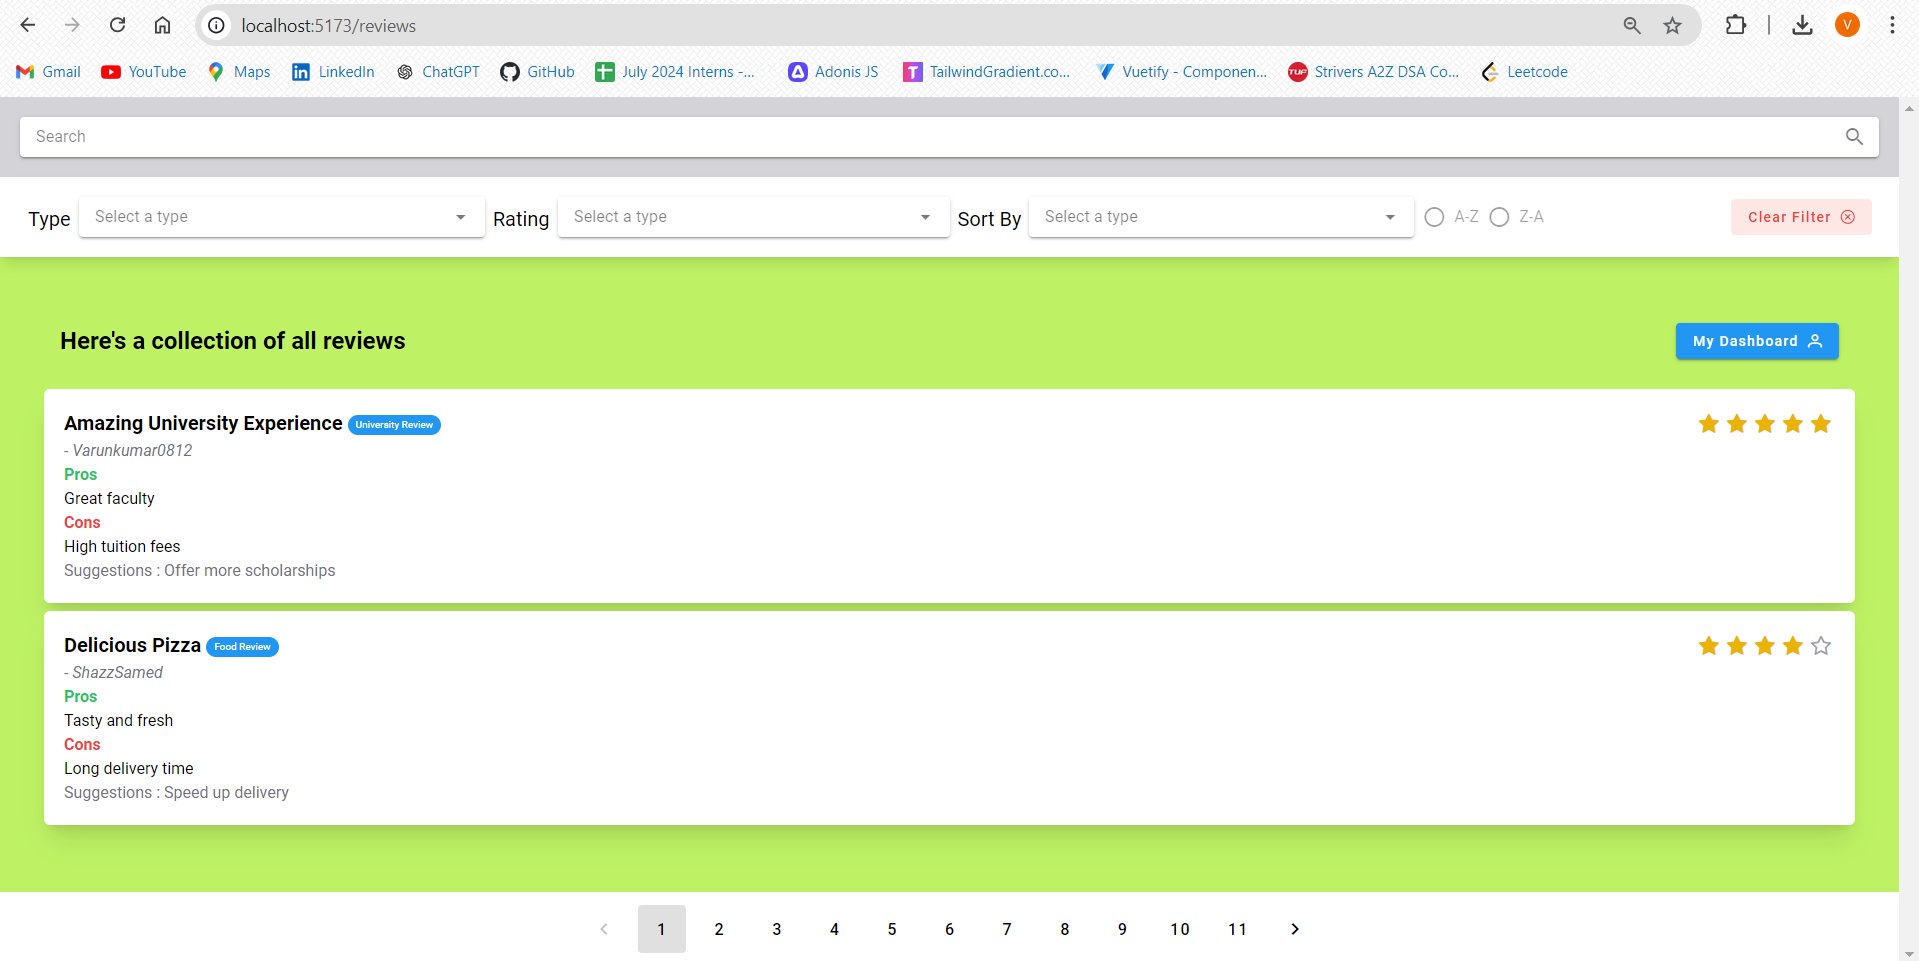 localhost:5173/reviews
V
Gmail YouTube Maps LinkedIn ChatGPT GitHub July 2024 Interns -... Adonis JS TailwindGradient.co... Vuetify - Componen... TUF Strivers A2Z DSA Co... Leetcode
Search
Type Select a type Rating Select a type Sort By Select a type A-Z Z-A Clear Filter
Here's a collection of all reviews My Dashboard
Amazing University Experience University Review
- Varunkumar0812
Pros
Great faculty
Cons
High tuition fees
Suggestions : Offer more scholarships
Delicious Pizza Food Review
- ShazzSamed
Pros
Tasty and fresh
Cons
Long delivery time
Suggestions : Speed up delivery
1 2 3 4 5 6 7 8 9 10 11